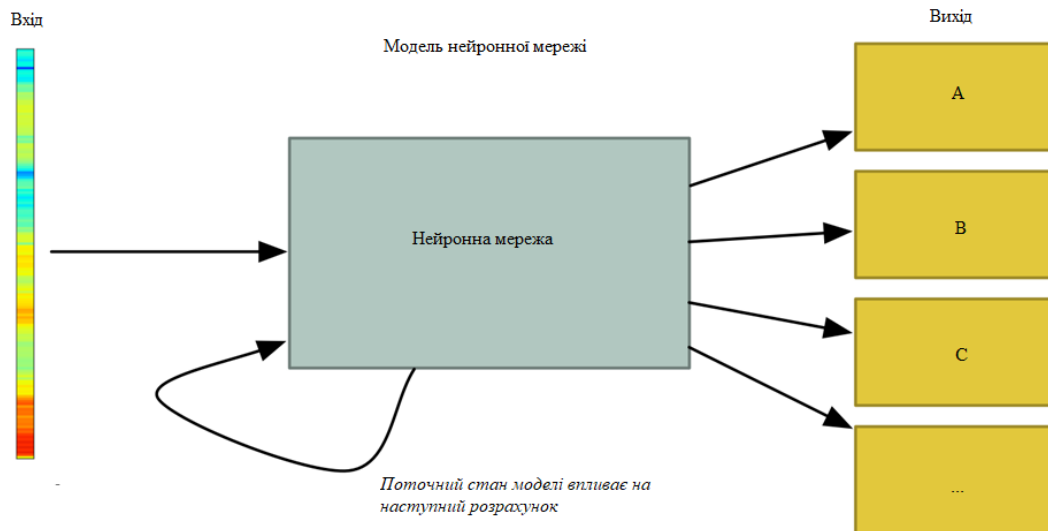 Вхід
Модель нейронної мережі
Вихід
A
B
C
...
Нейронна мережа
Поточний стан моделі впливає на
наступний розрахунок
-